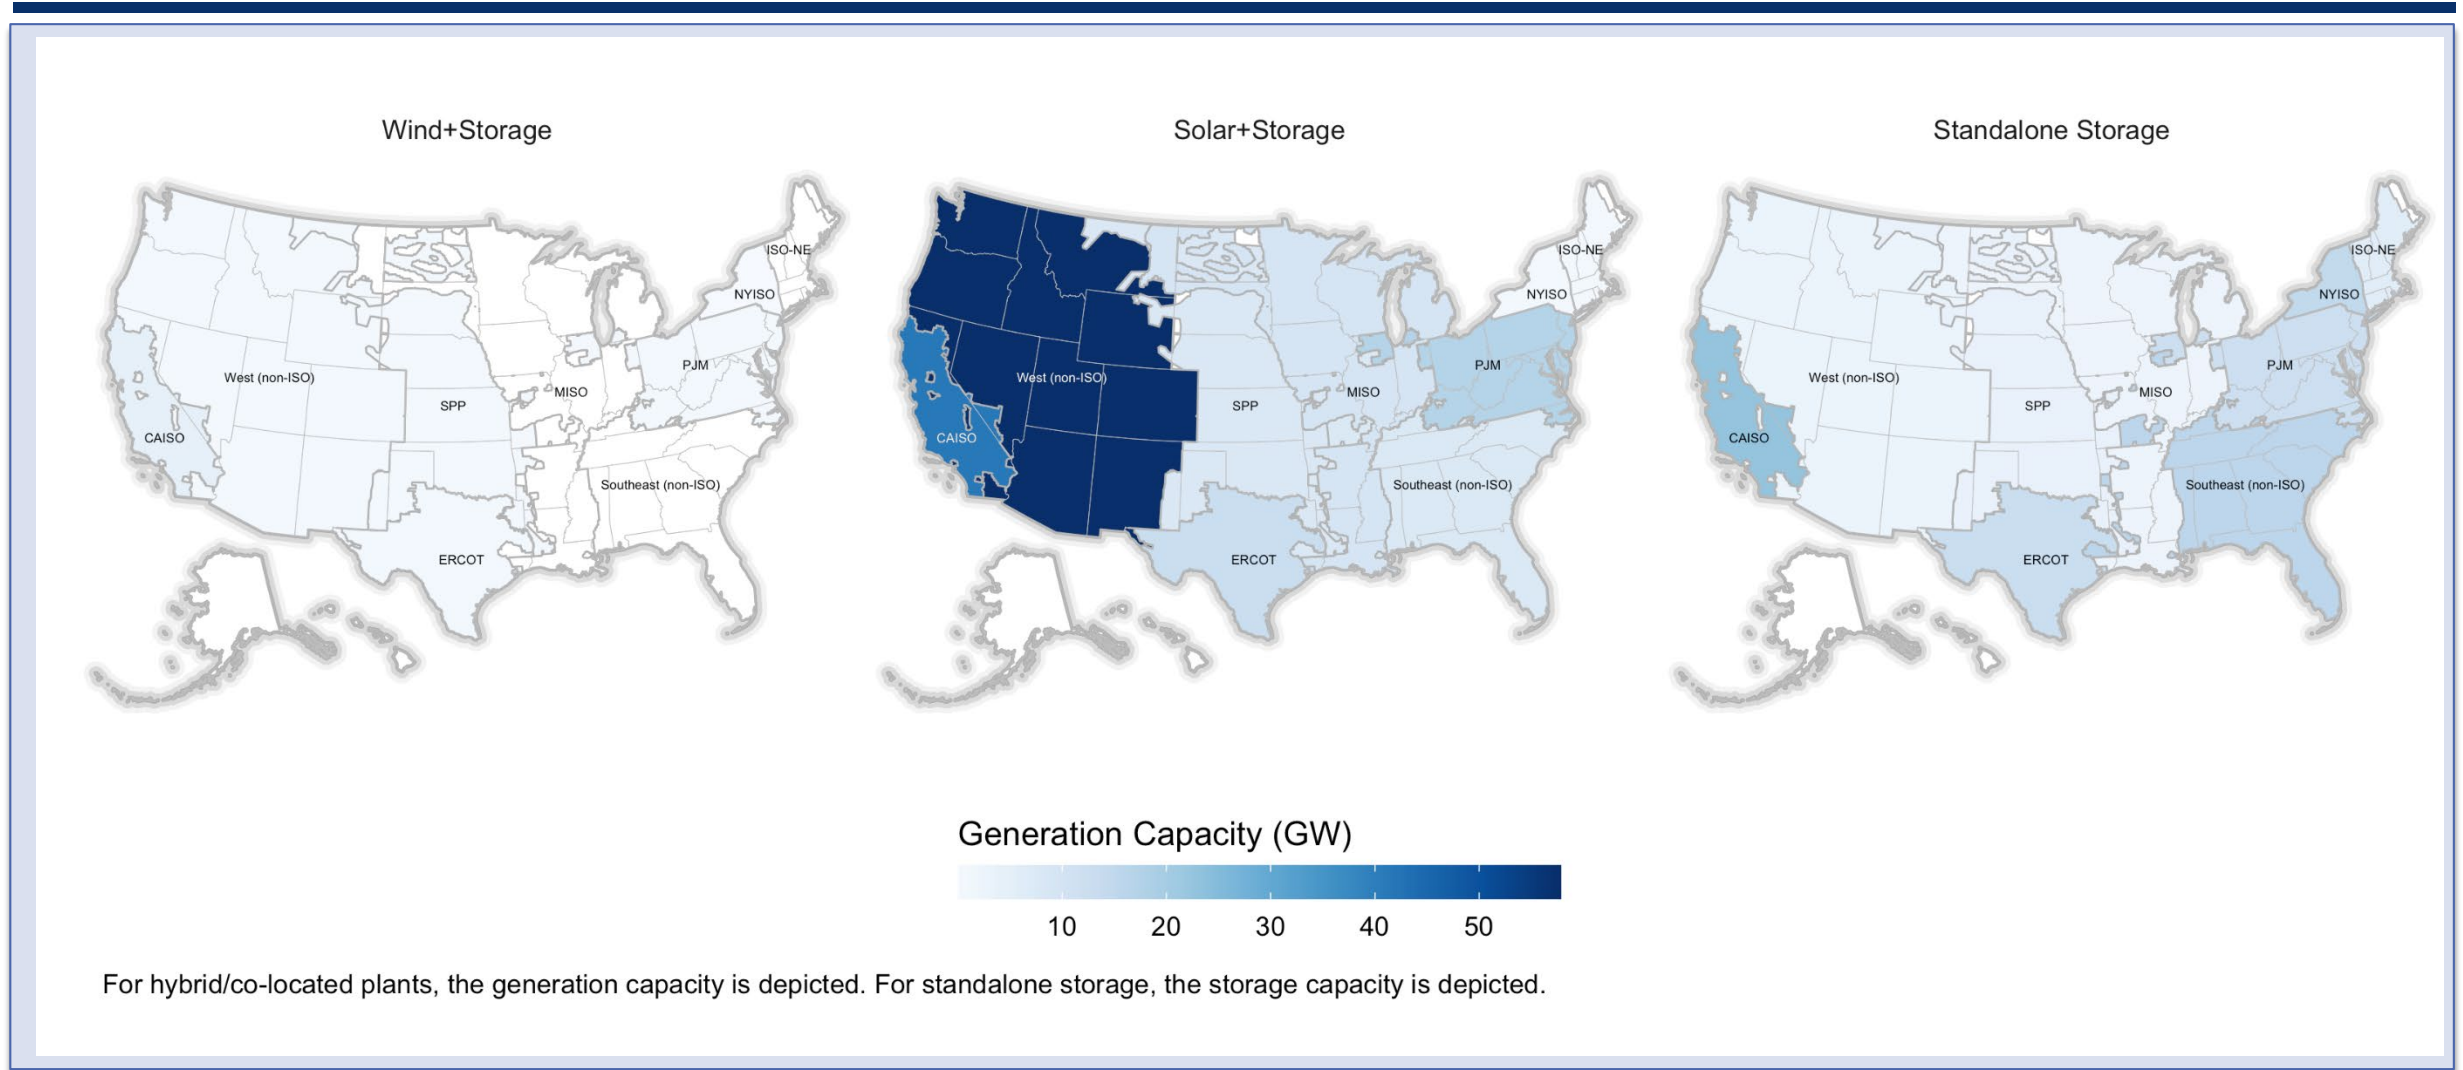 Wind+Storage
ISO-NE
NYISO
PJM
West (non-ISO)
MISO
SPP
CAISO
Southeast (non-ISO)
ERCOT
Solar+Storage
ISO-NE
NYISO
PJM
West (non-ISO)
MISO
SPP
CAISO
Southeast (non-ISO)
ERCOT
Standalone Storage
ISO-NE
NYISO
PJM
West (non-ISO)
MISO
SPP
CAISO
Southeast (non-ISO)
ERCOT
Generation Capacity (GW)
10 20 30 40 50
For hybrid/co-located plants, the generation capacity is depicted. For standalone storage, the storage capacity is depicted.